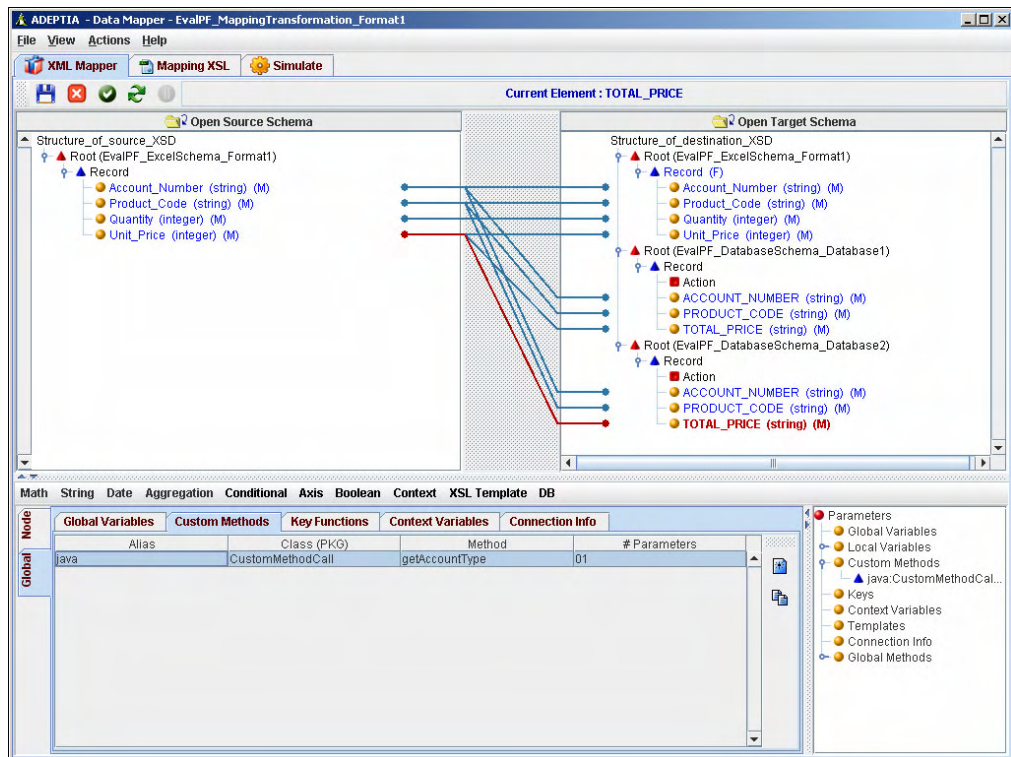 ADEPTIA - Data Mapper - EvalPF_MappingTransformation_Format1
File View Actions Help
XML Mapper Mapping XSL Simulate
Current Element : TOTAL_PRICE
Open Source Schema
Structure_of_source_XSD
Root (EvalPF_ExcelSchema_Format1)
Record
Account_Number (string) (M)
Product_Code (string) (M)
Quantity (integer) (M)
Unit_Price (integer) (M)
Open Target Schema
Structure_of_destination_XSD
Root (EvalPF_ExcelSchema_Format1)
Record (F)
Account_Number (string) (M)
Product_Code (string) (M)
Quantity (integer) (M)
Unit_Price (integer) (M)
Root (EvalPF_DatabaseSchema_Database1)
Record
Action
ACCOUNT_NUMBER (string) (M)
PRODUCT_CODE (string) (M)
TOTAL_PRICE (string) (M)
Root (EvalPF_DatabaseSchema_Database2)
Record
Action
ACCOUNT_NUMBER (string) (M)
PRODUCT_CODE (string) (M)
TOTAL_PRICE (string) (M)
Math String Date Aggregation Conditional Axis Boolean Context XSL Template DB
Node
Global
Global Variables Custom Methods Key Functions Context Variables Connection Info
Alias Class (PKG) Method # Parameters
java CustomMethodCall getAccountType 01
Parameters
Global Variables
Local Variables
Custom Methods
java:CustomMethodCal...
Keys
Context Variables
Templates
Connection Info
Global Methods